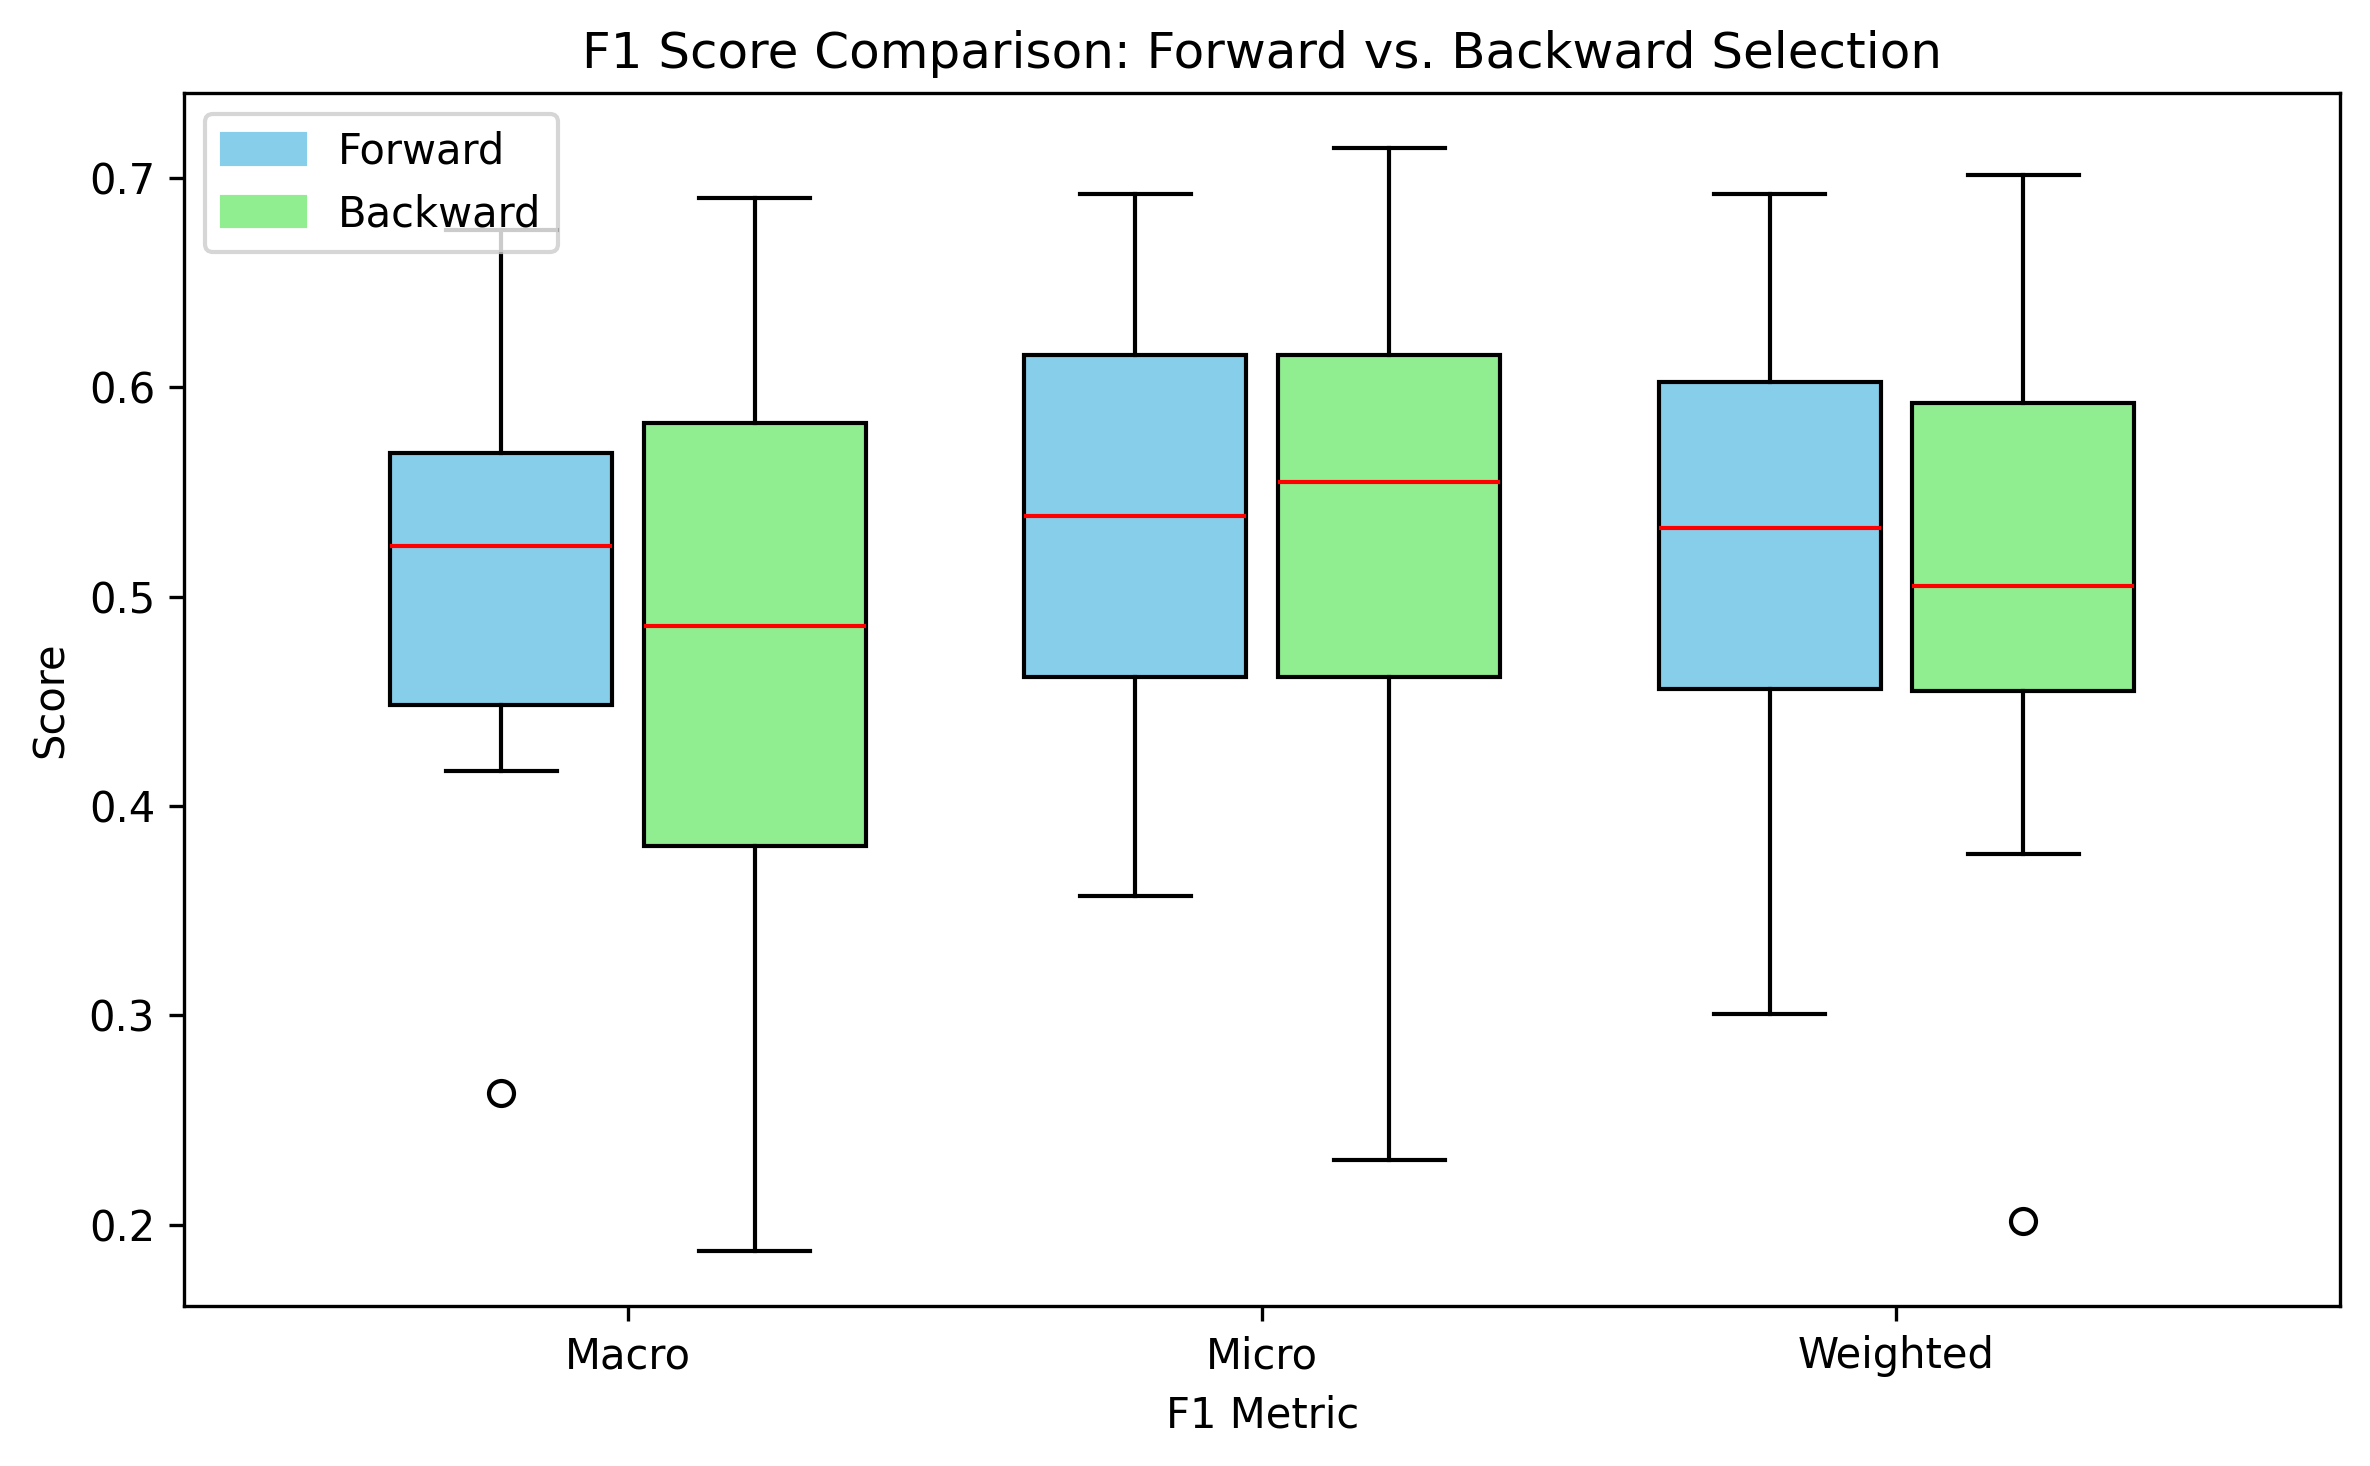 F1 Score Comparison: Forward vs. Backward Selection
Forward
Backward
0.7
0.6
0.5
0.4
0.3
0.2
Score
Macro
Micro
Weighted
F1 Metric